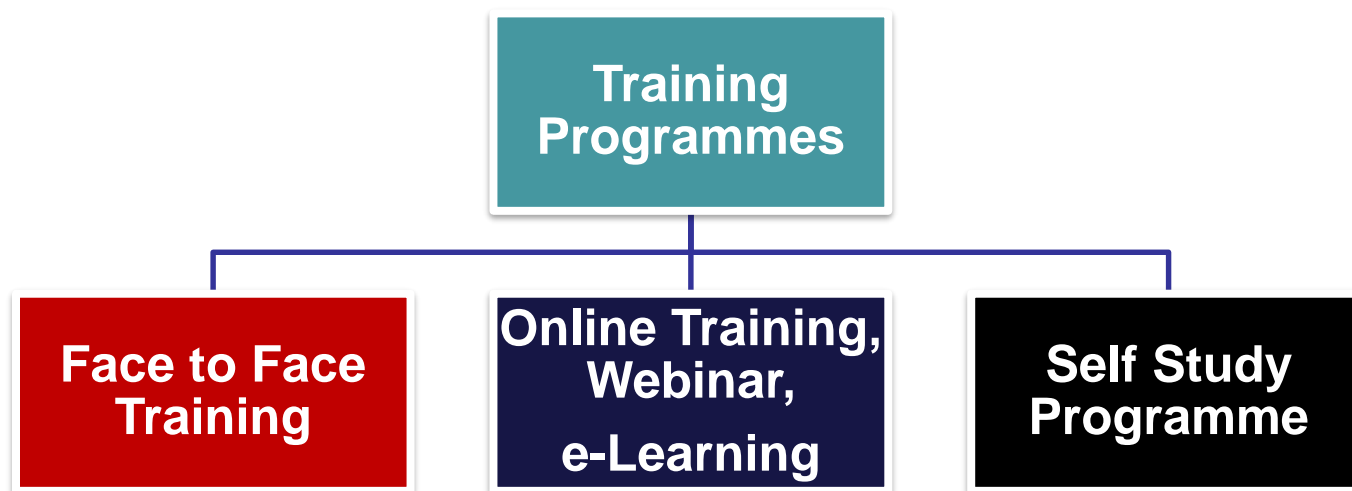 Training
Programmes
Face to Face
Training
Online Training,
Webinar,
e-Learning
Self Study
Programme